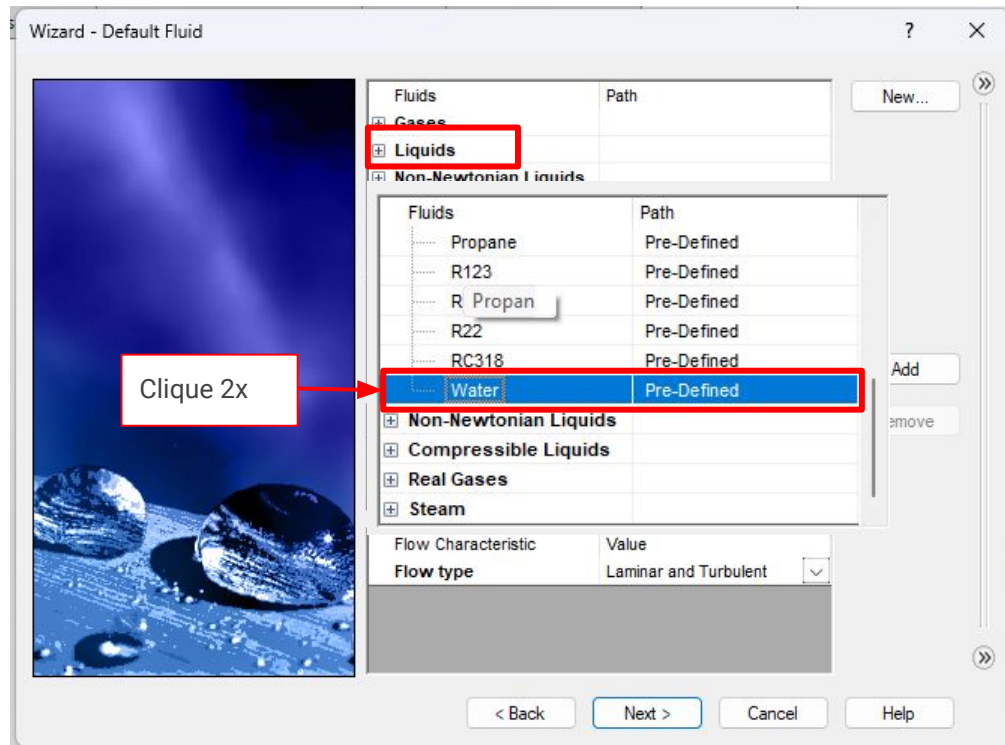 Wizard - Default Fluid ?
Fluids Path New...
Gases
Liquids
Non-Newtonian Liquids
Fluids Path
Propane Pre-Defined
R123 Pre-Defined
R Propan Pre-Defined
R22 Pre-Defined
RC318 Pre-Defined
Add
Clique 2x
Water Pre-Defined
Non-Newtonian Liquids
emove
Compressible Liquids
Real Gases
Steam
Flow Characteristic Value
Flow type Laminar and Turbulent
< Back Next > Cancel Help